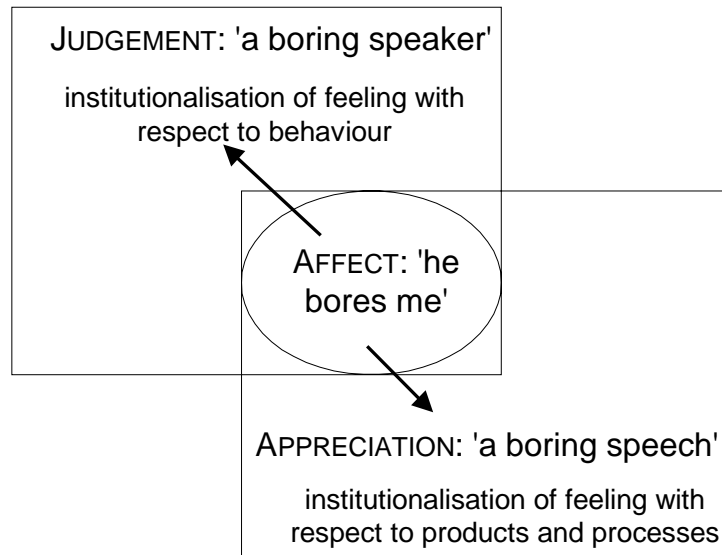 JUDGEMENT: 'a boring speaker'
institutionalisation of feeling with
respect to behaviour
AFFECT: 'he
bores me'
APPRECIATION: 'a boring speech'
institutionalisation of feeling with
respect to products and processes